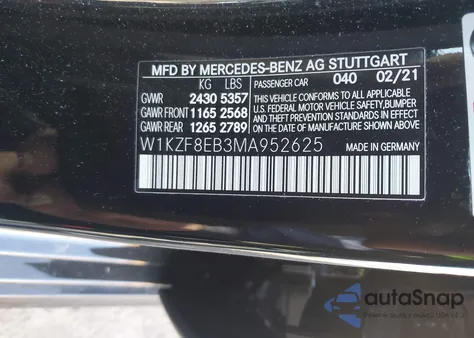 MFD BY MERCEDES-BENZ AG STUTTGART
KG LBS PASSENGER CAR 040 02/21
GVWR 2430 5357
GAWR FRONT 1165 2568
GAWR REAR 1265 2789
THIS VEHICLE CONFORMS TO ALL APPLICABLE
U.S. FEDERAL MOTOR VEHICLE SAFETY, BUMPER
AND THEFT PREVENTION STANDARDS IN EFFECT
ON THE DATE OF MANUFACTURE SHOWN ABOVE.
W1KZF8EB3MA952625 MADE IN GERMANY
autoSnap